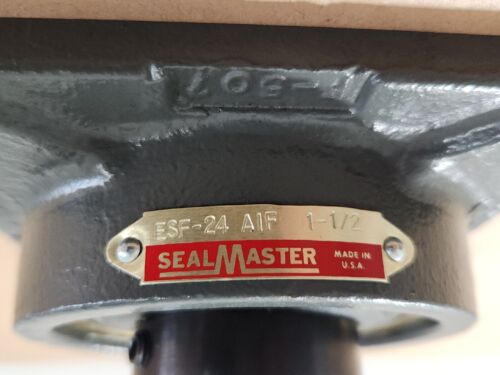 ESF-24 AIF 1-1/2
SEALMASTER MADE IN
U.S.A.